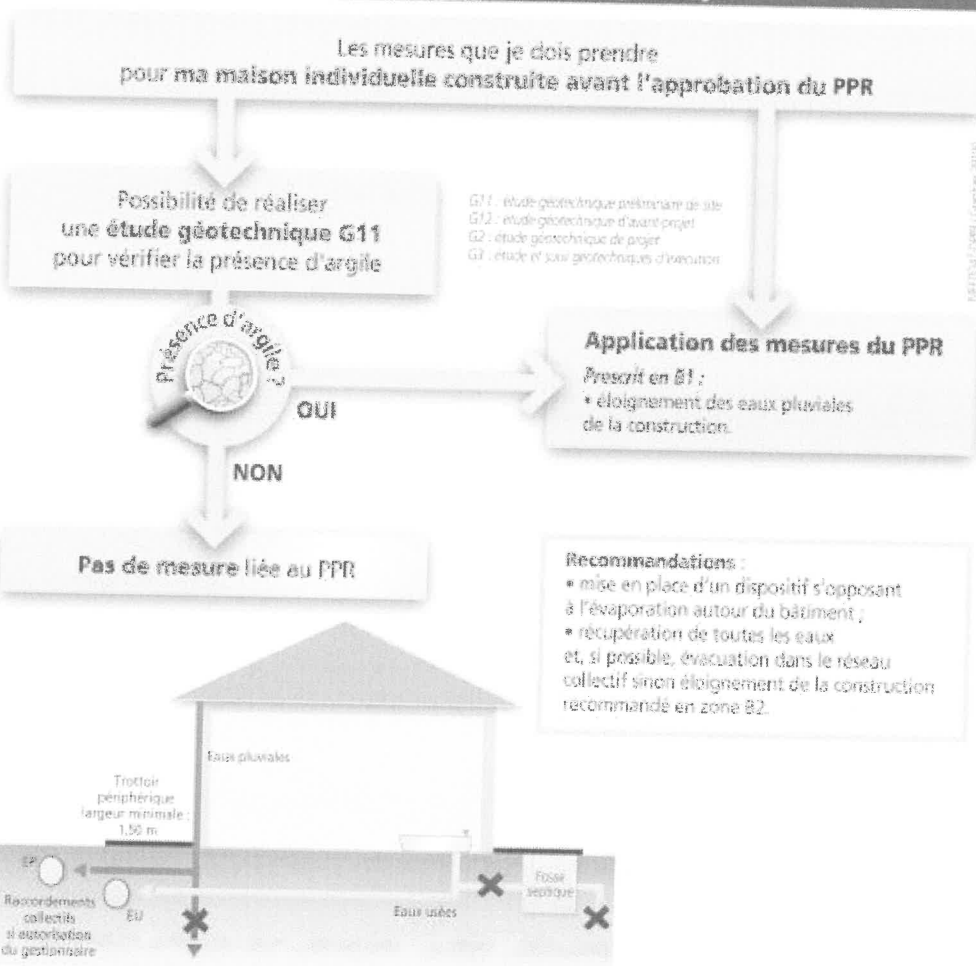 Les mesures que je dois prendre
pour ma maison individuelle construite avant l'approbation du PPR
Possibilité de réaliser
une étude géotechnique G11
pour vérifier la présence d'argile
G11 : étude géotechnique préliminaire de site
G12 : étude géotechnique d'avant projet
G2 : étude géotechnique de projet
G3 : étude et suivi géotechniques d'exécution
Présence d'argile ?
OUI
NON
Application des mesures du PPR
Prescrit en B1 :
• éloignement des eaux pluviales
de la construction.
Pas de mesure liée au PPR
Recommandations :
• mise en place d'un dispositif s'opposant
à l'évaporation autour du bâtiment ;
• récupération de toutes les eaux
et, si possible, évacuation dans le réseau
collectif sinon éloignement de la construction
recommandé en zone B2.
Eaux pluviales
Trottoir
périphérique
largeur minimale :
1,50 m
EP
EU
Raccordements
collectifs
si autorisation
du gestionnaire
Eaux usées
Fosse
septique